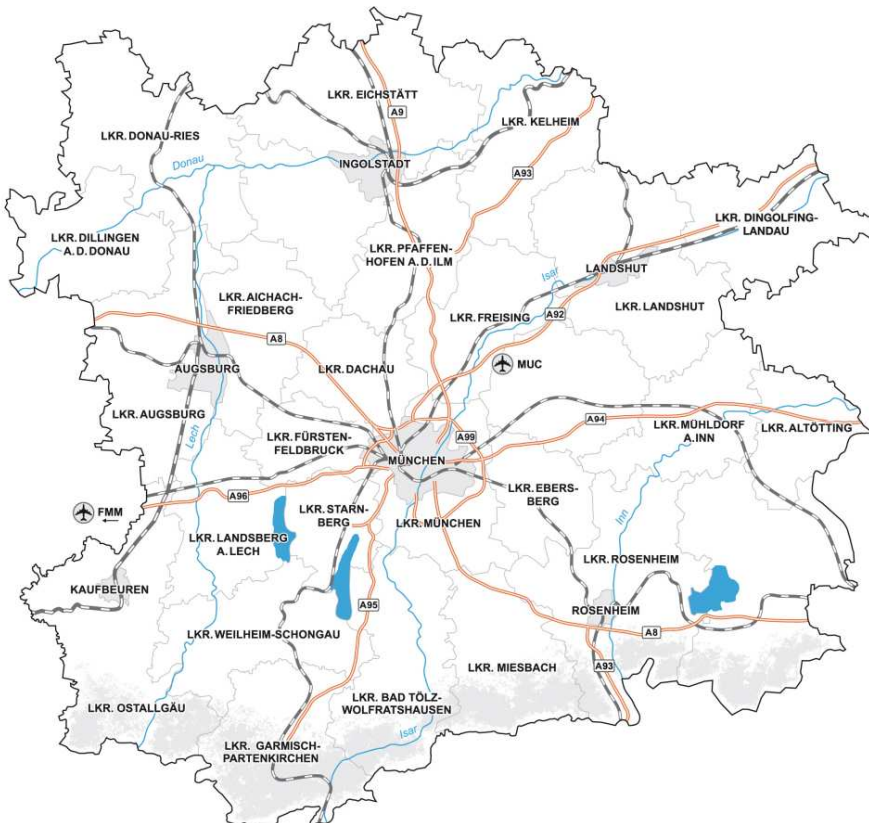 LKR. EICHSTÄTT
A9
LKR. DONAU-RIES
LKR. KELHEIM
Donau
INGOLSTADT
A93
LKR. DILLINGEN
A. D. DONAU
LKR. PFAFFEN-
HOFEN A. D. ILM
LKR. DINGOLFING-
LANDAU
Isar
LANDSHUT
LKR. AICHACH-
FRIEDBERG
LKR. FREISING
A92
LKR. LANDSHUT
A8
AUGSBURG
LKR. DACHAU
MUC
LKR. AUGSBURG
Lech
LKR. FÜRSTEN-
FELDBRUCK
A99
MÜNCHEN
A94
LKR. MÜHLDORF
A. INN
LKR. ALTÖTTING
A96
FMM
LKR. STARN-
BERG
LKR. EBERS-
BERG
LKR. MÜNCHEN
Inn
LKR. LANDSBERG
A. LECH
LKR. ROSENHEIM
KAUFBEUREN
A95
ROSENHEIM
LKR. WEILHEIM-SCHONGAU
A8
LKR. MIESBACH
A93
LKR. OSTALLGÄU
LKR. BAD TÖLZ-
WOLFRATSHAUSEN
Isar
LKR. GARMISCH-
PARTENKIRCHEN